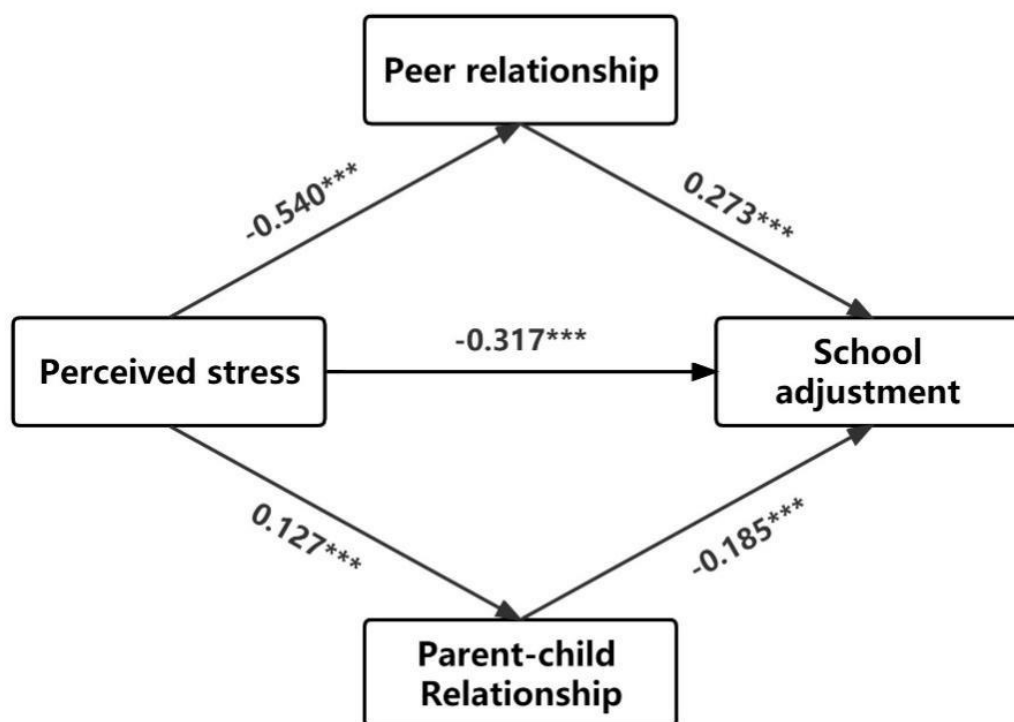 Peer relationship
-0.540***
0.273***
-0.317***
Perceived stress
School
adjustment
0.127***
-0.185***
Parent-child
Relationship